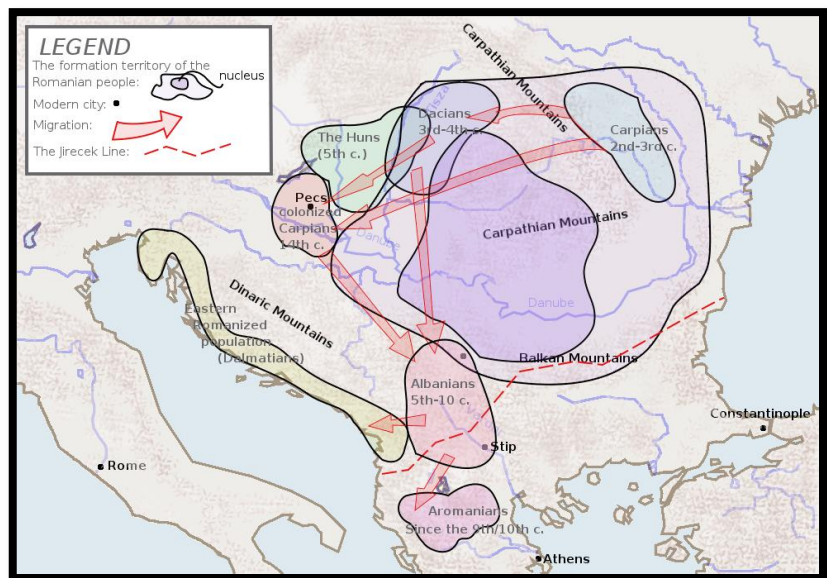 LEGEND
The formation territory of the
Romanian people:
nucleus
Modern city:
Migration:
The Jirecek Line:
Carpathian Mountains
Tisza
Dacians
3rd-4th c.
Carpians
2nd-3rd c.
The Huns
(5th c.)
Pecs
colonized
Carpians
14th c.
Danube
Carpathian Mountains
Dinaric Mountains
Danube
Eastern
Romanized
population
(Dalmatians)
Balkan Mountains
Albanians
5th-10 c.
Constantinople
Stip
Rome
Aromanians
Since the 9th/10th c.
Athens